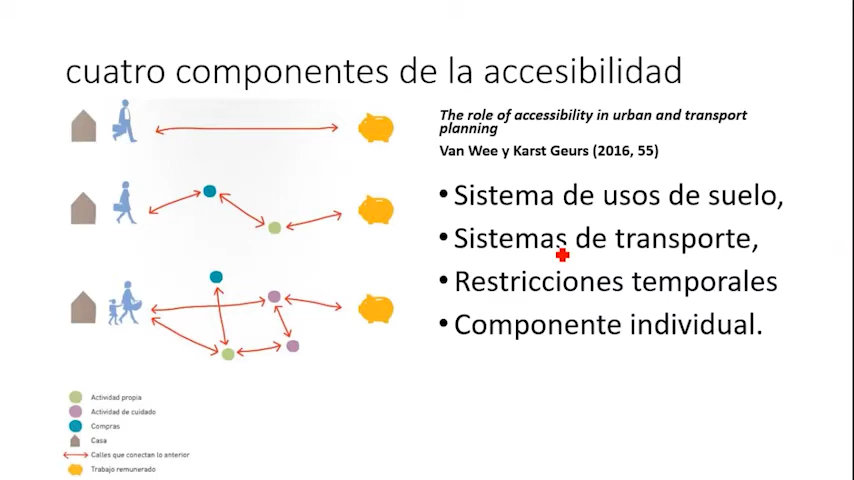 cuatro componentes de la accesibilidad
The role of accessibility in urban and transport
planning
Van Wee y Karst Geurs (2016, 55)
• Sistema de usos de suelo,
• Sistemas de transporte,
• Restricciones temporales
• Componente individual.
Actividad propia
Actividad de cuidado
Compras
Casa
Calles que conectan lo anterior
Trabajo remunerado